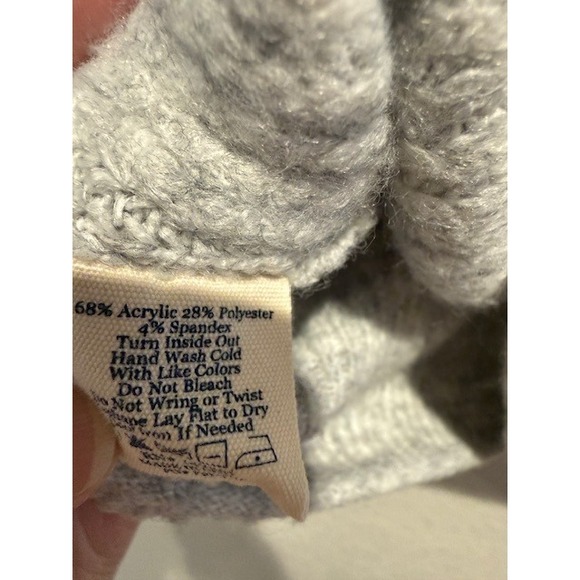 68% Acrylic 28% Polyester
4% Spandex
Turn Inside Out
Hand Wash Cold
With Like Colors
Do Not Bleach
Not Wring or Twist
Lay Flat to Dry
Iron If Needed